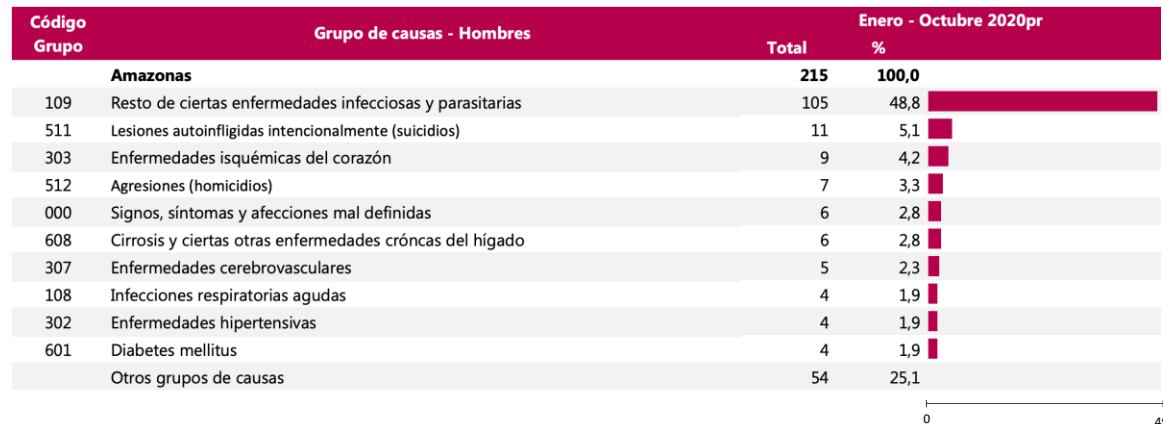 Código Grupo Grupo de causas - Hombres Enero - Octubre 2020pr
Total %
Amazonas 215 100,0
109 Resto de ciertas enfermedades infecciosas y parasitarias 105 48,8
511 Lesiones autoinfligidas intencionalmente (suicidios) 11 5,1
303 Enfermedades isquémicas del corazón 9 4,2
512 Agresiones (homicidios) 7 3,3
000 Signos, síntomas y afecciones mal definidas 6 2,8
608 Cirrosis y ciertas otras enfermedades cróncas del hígado 6 2,8
307 Enfermedades cerebrovasculares 5 2,3
108 Infecciones respiratorias agudas 4 1,9
302 Enfermedades hipertensivas 4 1,9
601 Diabetes mellitus 4 1,9
Otros grupos de causas 54 25,1
0